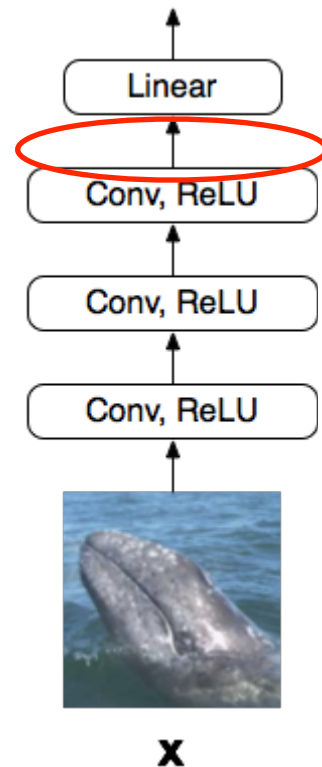 Linear
Conv, ReLU
Conv, ReLU
Conv, ReLU
x